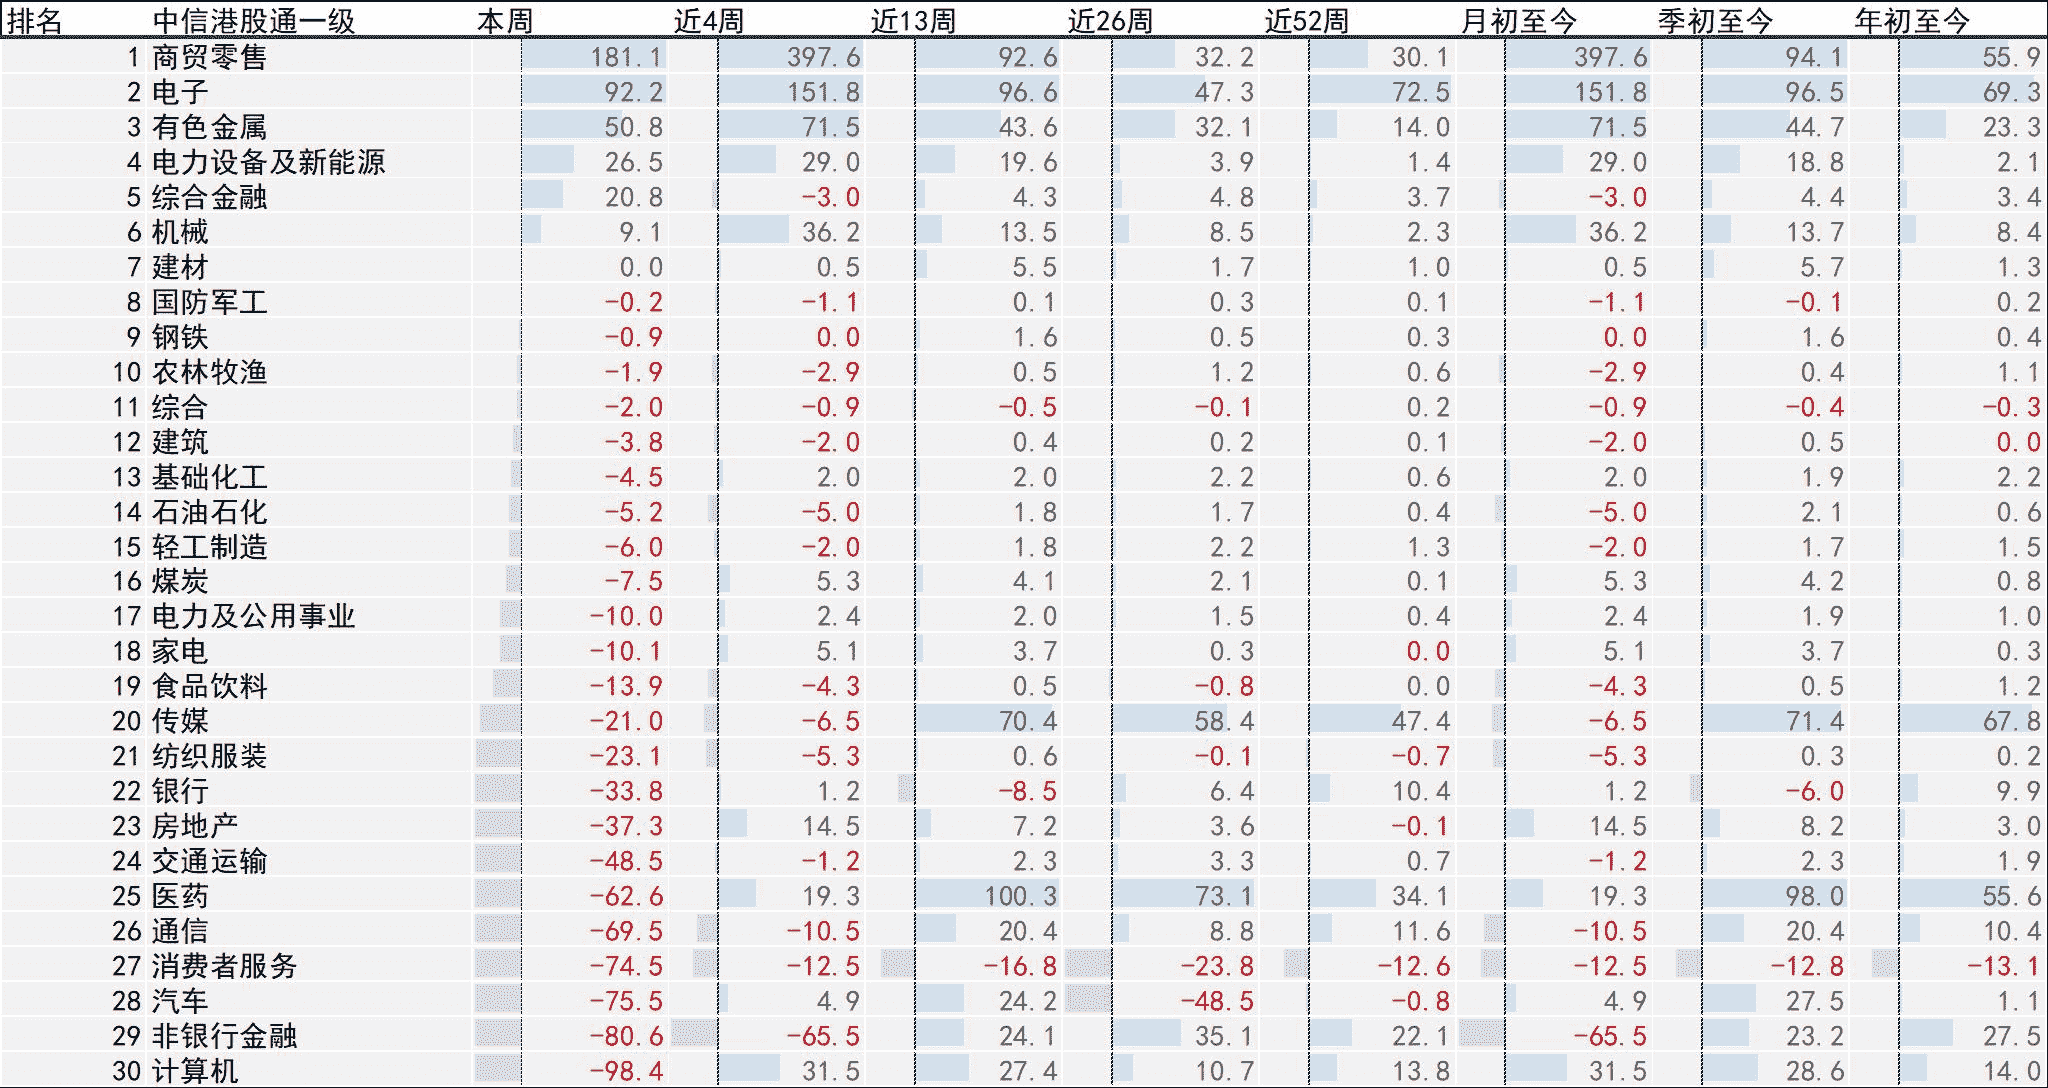 排名 中信港股通一级 本周 近4周 近13周 近26周 近52周 月初至今 季初至今 年初至今
1 商贸零售 181.1 397.6 92.6 32.2 30.1 397.6 94.1 55.9
2 电子 92.2 151.8 96.6 47.3 72.5 151.8 96.5 69.3
3 有色金属 50.8 71.5 43.6 32.1 14.0 71.5 44.7 23.3
4 电力设备及新能源 26.5 29.0 19.6 3.9 1.4 29.0 18.8 2.1
5 综合金融 20.8 -3.0 4.3 4.8 3.7 -3.0 4.4 3.4
6 机械 9.1 36.2 13.5 8.5 2.3 36.2 13.7 8.4
7 建材 0.0 0.5 5.5 1.7 1.0 0.5 5.7 1.3
8 国防军工 -0.2 -1.1 0.1 0.3 0.1 -1.1 -0.1 0.2
9 钢铁 -0.9 0.0 1.6 0.5 0.3 0.0 1.6 0.4
10 农林牧渔 -1.9 -2.9 0.5 1.2 0.6 -2.9 0.4 1.1
11 综合 -2.0 -0.9 -0.5 -0.1 0.2 -0.9 -0.4 -0.3
12 建筑 -3.8 -2.0 0.4 0.2 0.1 -2.0 0.5 0.0
13 基础化工 -4.5 2.0 2.0 2.2 0.6 2.0 1.9 2.2
14 石油石化 -5.2 -5.0 1.8 1.7 0.4 -5.0 2.1 0.6
15 轻工制造 -6.0 -2.0 1.8 2.2 1.3 -2.0 1.7 1.5
16 煤炭 -7.5 5.3 4.1 2.1 0.1 5.3 4.2 0.8
17 电力及公用事业 -10.0 2.4 2.0 1.5 0.4 2.4 1.9 1.0
18 家电 -10.1 5.1 3.7 0.3 0.0 5.1 3.7 0.3
19 食品饮料 -13.9 -4.3 0.5 -0.8 0.0 -4.3 0.5 1.2
20 传媒 -21.0 -6.5 70.4 58.4 47.4 -6.5 71.4 67.8
21 纺织服装 -23.1 -5.3 0.6 -0.1 -0.7 -5.3 0.3 0.2
22 银行 -33.8 1.2 -8.5 6.4 10.4 1.2 -6.0 9.9
23 房地产 -37.3 14.5 7.2 3.6 -0.1 14.5 8.2 3.0
24 交通运输 -48.5 -1.2 2.3 3.3 0.7 -1.2 2.3 1.9
25 医药 -62.6 19.3 100.3 73.1 34.1 19.3 98.0 55.6
26 通信 -69.5 -10.5 20.4 8.8 11.6 -10.5 20.4 10.4
27 消费者服务 -74.5 -12.5 -16.8 -23.8 -12.6 -12.5 -12.8 -13.1
28 汽车 -75.5 4.9 24.2 -48.5 -0.8 4.9 27.5 1.1
29 非银行金融 -80.6 -65.5 24.1 35.1 22.1 -65.5 23.2 27.5
30 计算机 -98.4 31.5 27.4 10.7 13.8 31.5 28.6 14.0